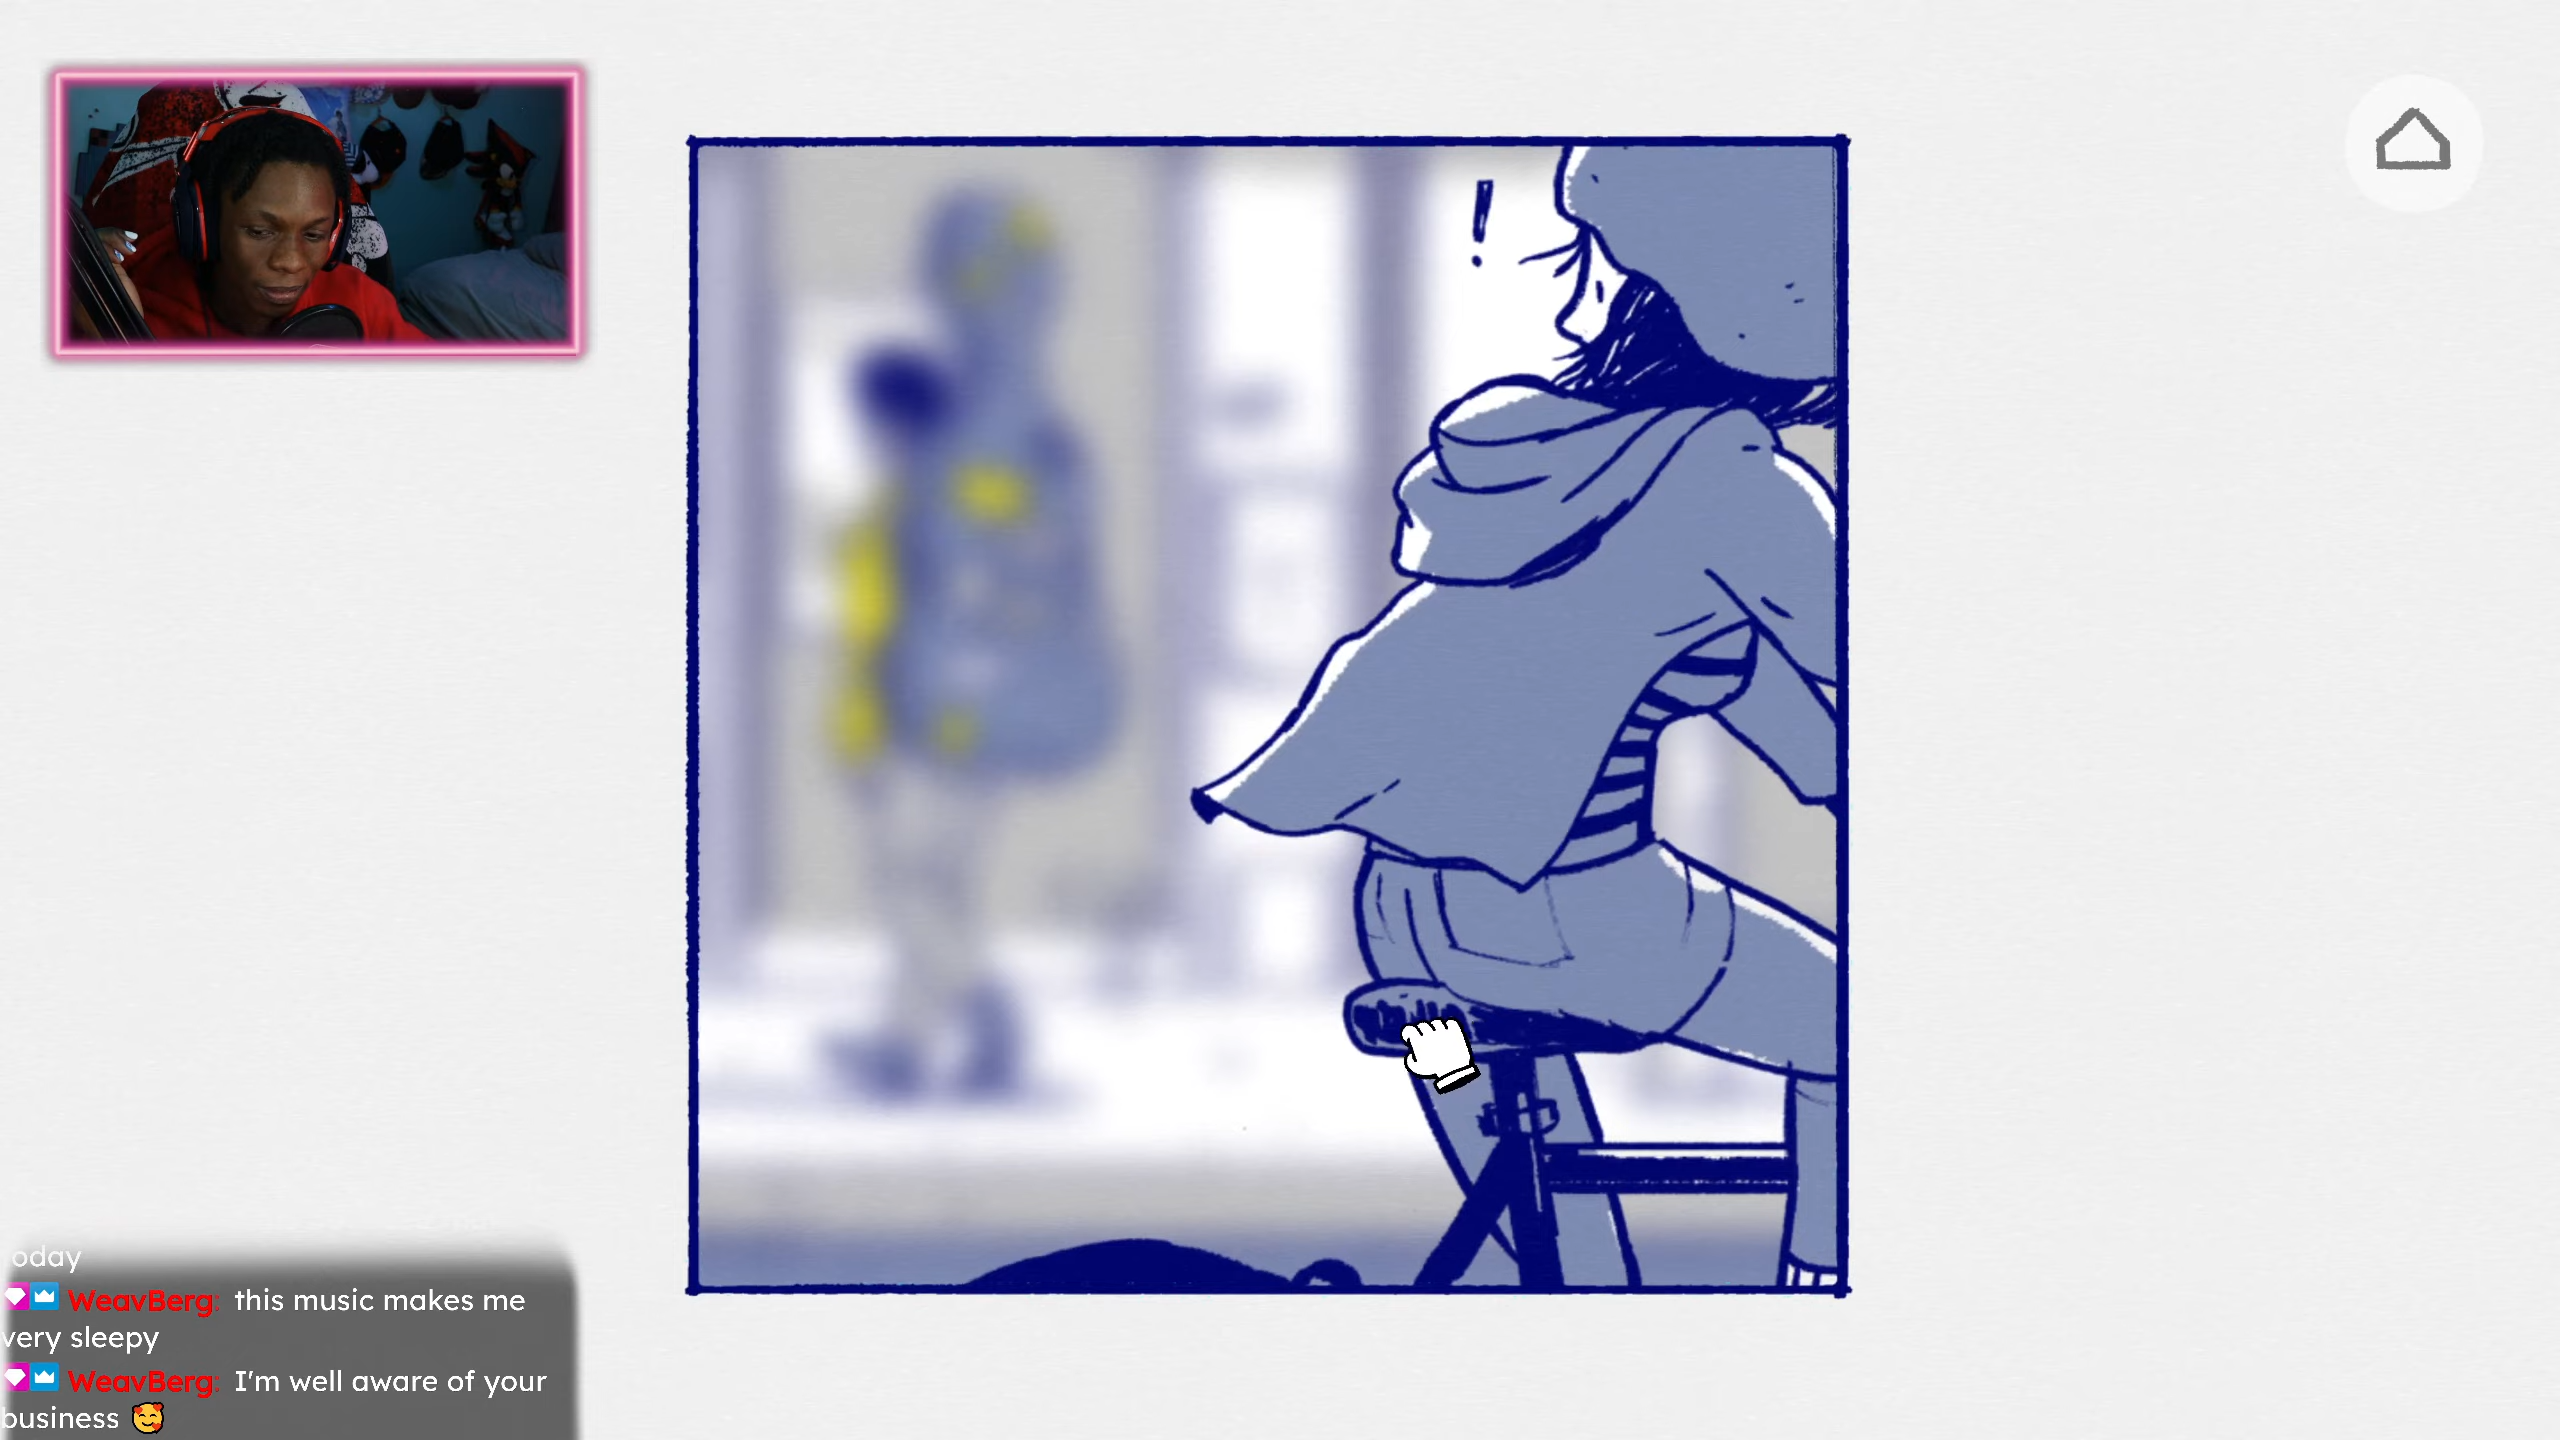 !
oday
WeavBerg: this music makes me
very sleepy
WeavBerg: I'm well aware of your
business 🥰